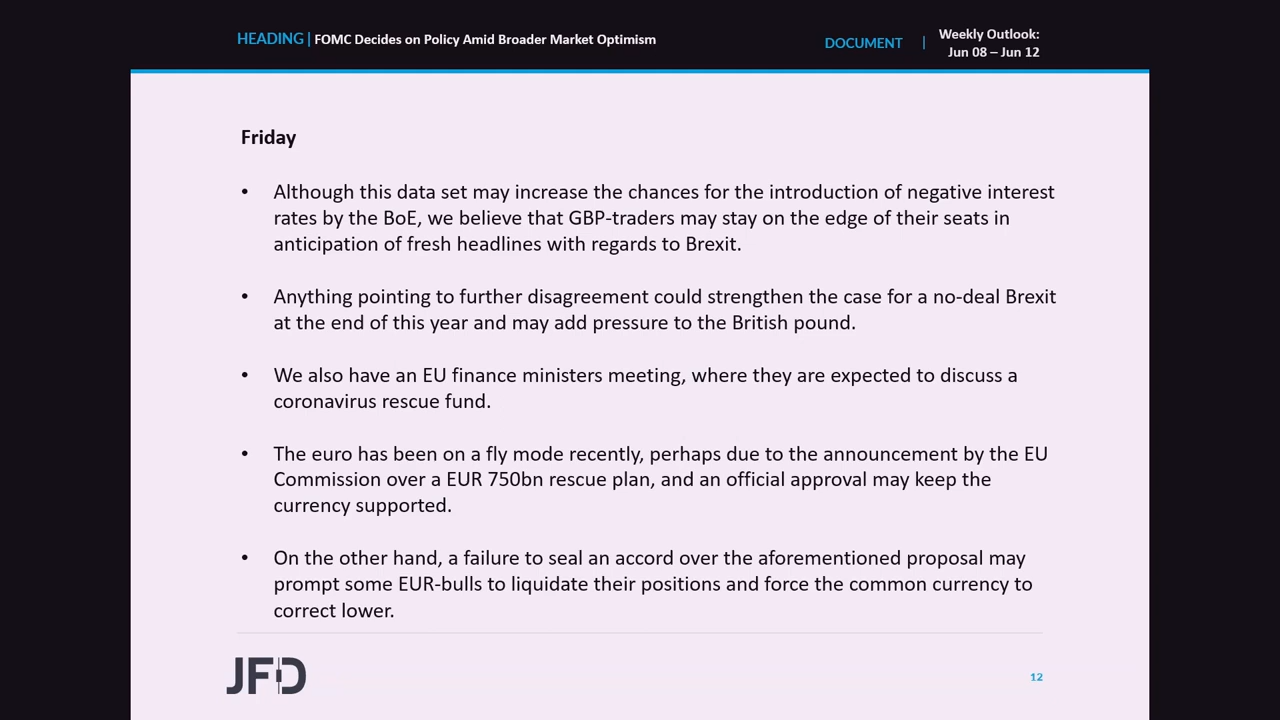 HEADING | FOMC Decides on Policy Amid Broader Market Optimism
DOCUMENT | Weekly Outlook:
Jun 08 – Jun 12
Friday
• Although this data set may increase the chances for the introduction of negative interest
rates by the BoE, we believe that GBP-traders may stay on the edge of their seats in
anticipation of fresh headlines with regards to Brexit.
• Anything pointing to further disagreement could strengthen the case for a no-deal Brexit
at the end of this year and may add pressure to the British pound.
• We also have an EU finance ministers meeting, where they are expected to discuss a
coronavirus rescue fund.
• The euro has been on a fly mode recently, perhaps due to the announcement by the EU
Commission over a EUR 750bn rescue plan, and an official approval may keep the
currency supported.
• On the other hand, a failure to seal an accord over the aforementioned proposal may
prompt some EUR-bulls to liquidate their positions and force the common currency to
correct lower.
JFD
12